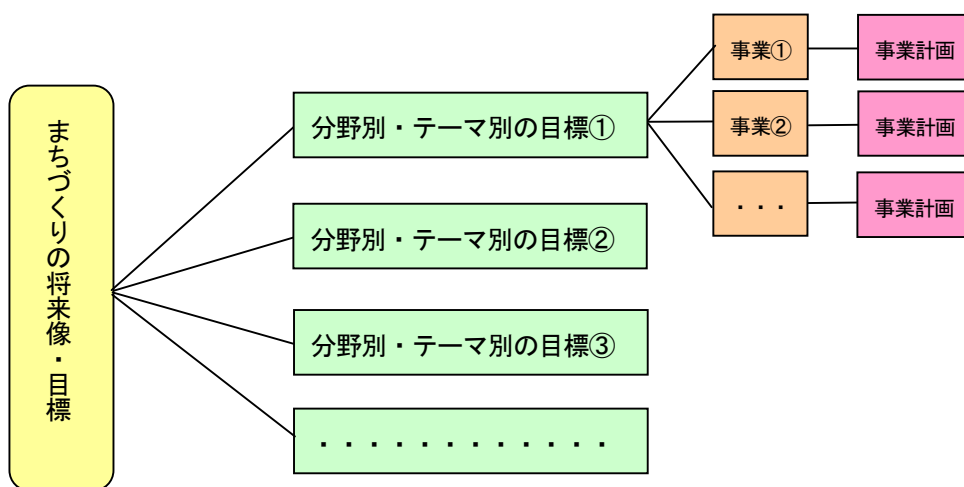 まちづくりの将来像・目標
分野別・テーマ別の目標①
分野別・テーマ別の目標②
分野別・テーマ別の目標③
・・・・・・・・・・・・
事業①
事業計画
事業②
事業計画
・・・
事業計画